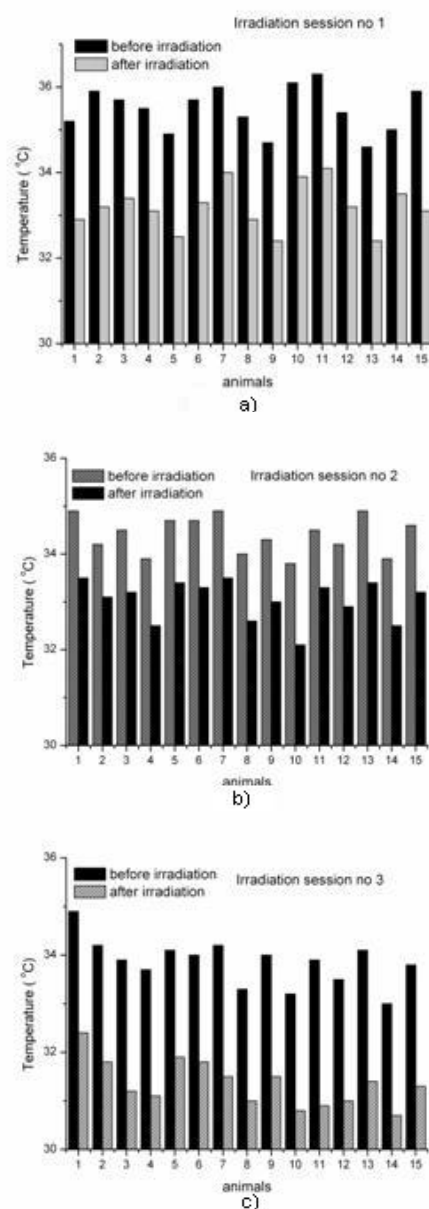 Irradiation session no 1
before irradiation
after irradiation
Temperature ( °C)
36
34
32
30
1 2 3 4 5 6 7 8 9 10 11 12 13 14 15
animals
a)
36
before irradiation
Irradiation session no 2
after irradiation
Temperature ( °C)
34
32
30
1 2 3 4 5 6 7 8 9 10 11 12 13 14 15
animals
b)
36
before irradiation
Irradiation session no 3
after irradiation
Temperature ( °C)
34
32
30
1 2 3 4 5 6 7 8 9 10 11 12 13 14 15
animals
c)